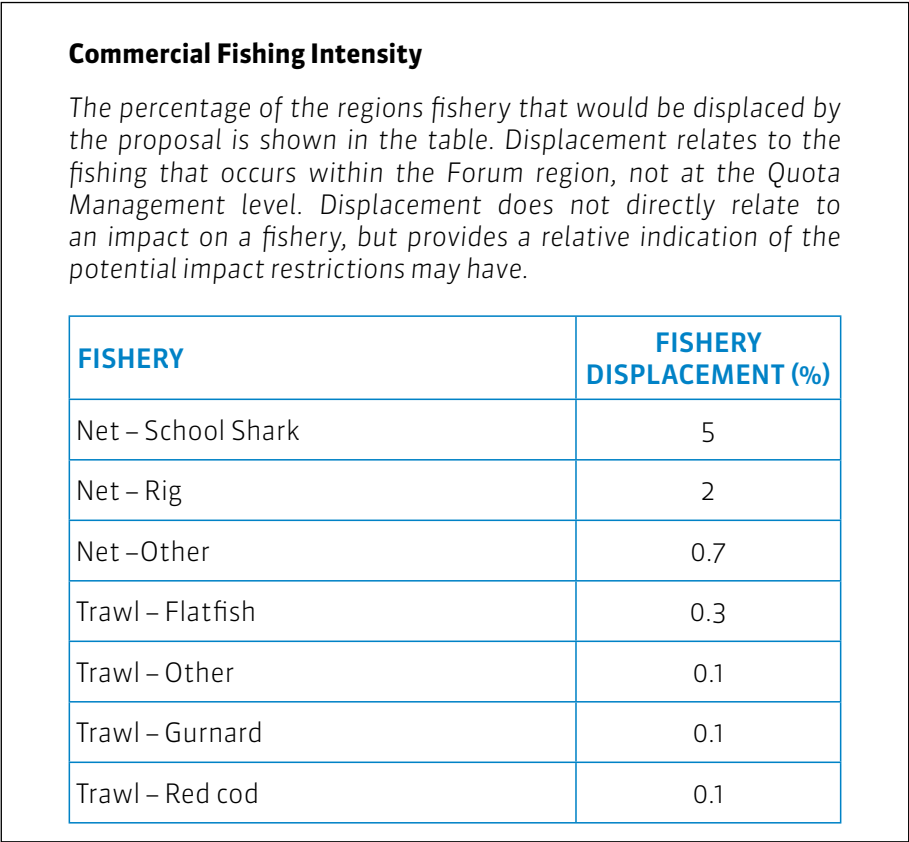 Commercial Fishing Intensity
The percentage of the regions fishery that would be displaced by
the proposal is shown in the table. Displacement relates to the
fishing that occurs within the Forum region, not at the Quota
Management level. Displacement does not directly relate to
an impact on a fishery, but provides a relative indication of the
potential impact restrictions may have.
FISHERY
FISHERY
DISPLACEMENT (%)
Net – School Shark 5
Net – Rig 2
Net –Other 0.7
Trawl – Flatfish 0.3
Trawl – Other 0.1
Trawl – Gurnard 0.1
Trawl – Red cod 0.1